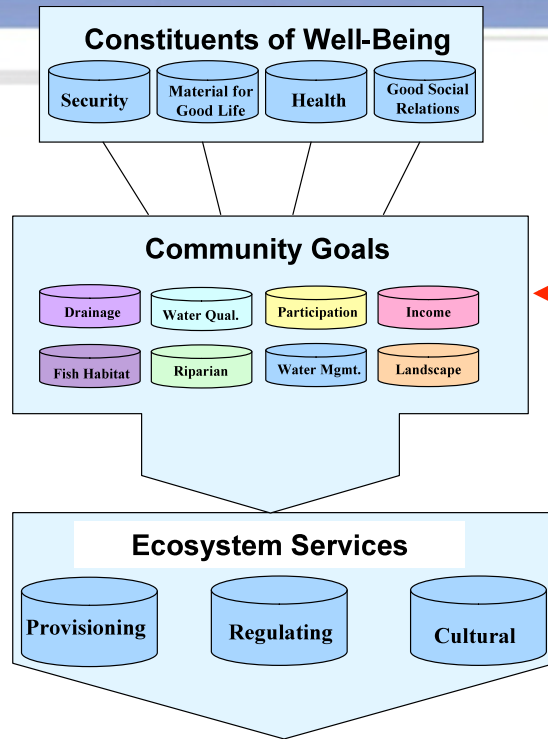 Constituents of Well-Being
Security
Material for
Good Life
Health
Good Social
Relations
Community Goals
Drainage
Water Qual.
Participation
Income
Fish Habitat
Riparian
Water Mgmt.
Landscape
Ecosystem Services
Provisioning
Regulating
Cultural